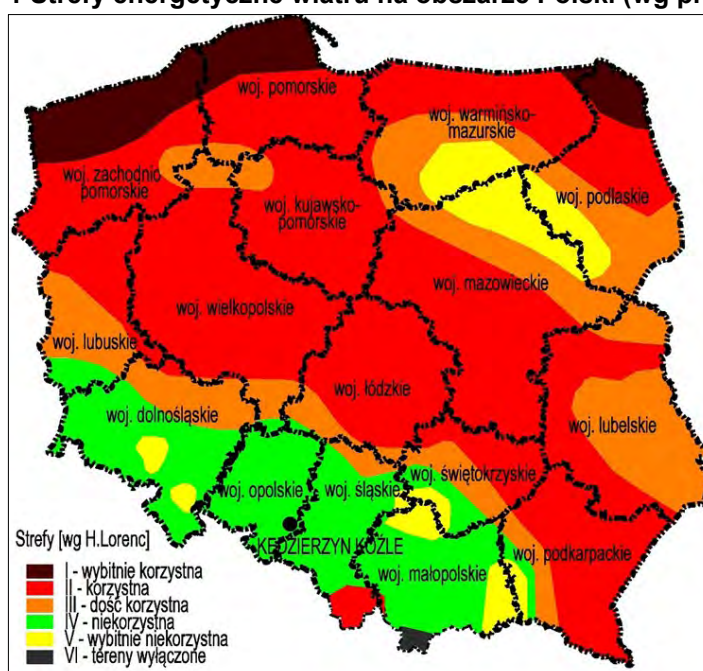 Strefy energetyczne wiatru na obszarze Polski (wg
woj. pomorskie
woj. warmińsko-
mazurskie
woj. zachodnio
pomorskie
woj. podlaskie
woj. kujawsko-
pomorskie
woj. mazowieckie
woj. wielkopolskie
woj. lubuskie
woj. łódzkie
woj. dolnośląskie
woj. lubelskie
woj. świętokrzyskie
woj. opolskie
woj. śląskie
KĘDZIERZYN KOŹLE
woj. podkarpackie
woj. małopolskie
Strefy [wg H.Lorenc]
I - wybitnie korzystna
II - korzystna
III - dość korzystna
IV - niekorzystna
V - wybitnie niekorzystna
VI - tereny wyłączone